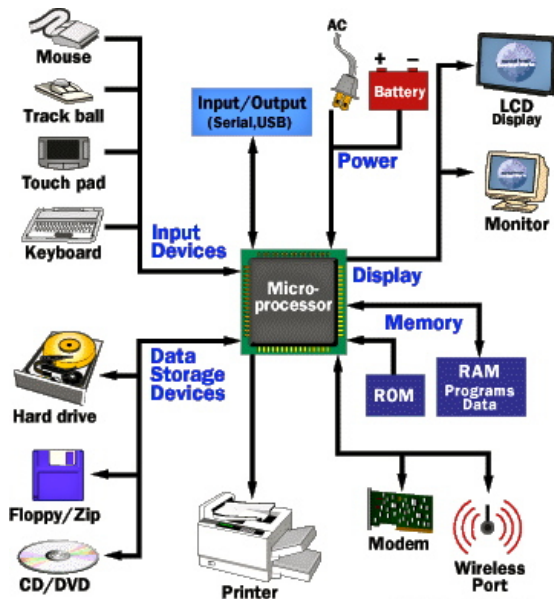 Mouse
Track ball
Touch pad
Keyboard
Input
Devices
Input/Output
(Serial,USB)
AC
+ −
Battery
Power
LCD
Display
Monitor
Display
Micro-
processor
Memory
ROM
RAM
Programs
Data
Data
Storage
Devices
Hard drive
Floppy/Zip
CD/DVD
Printer
Modem
Wireless
Port